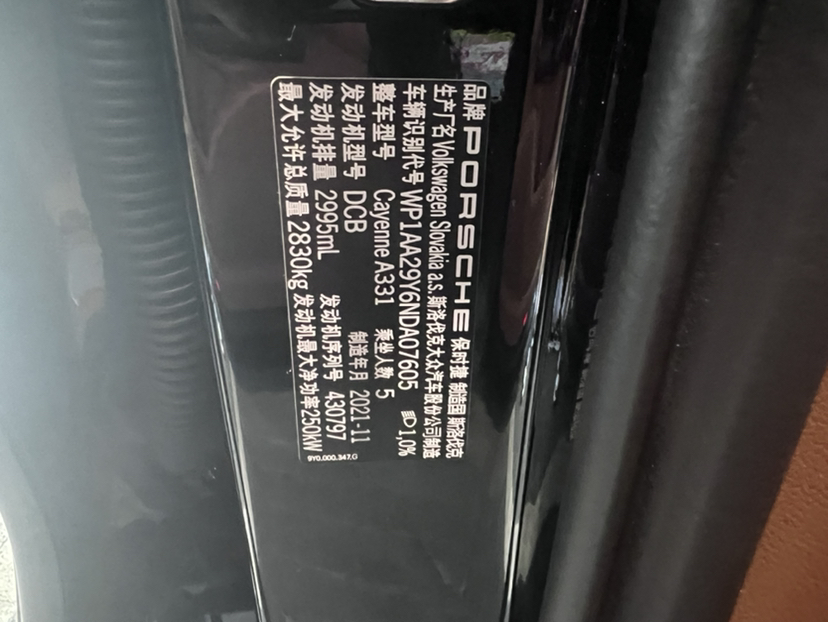 品牌 PORSCHE 保时捷 制造国 斯洛伐克
生产厂名 Volkswagen Slovakia a.s. 斯洛伐克大众汽车股份公司制造
车辆识别代号 WP1AA29Y6NDA07605 1,0%
整车型号 Cayenne A331 乘坐人数 5
发动机型号 DCB 制造年月 2021-11
发动机排量 2995mL 发动机序列号 430797
最大允许总质量 2830kg 发动机最大净功率 250kW
9Y0.000.347.G